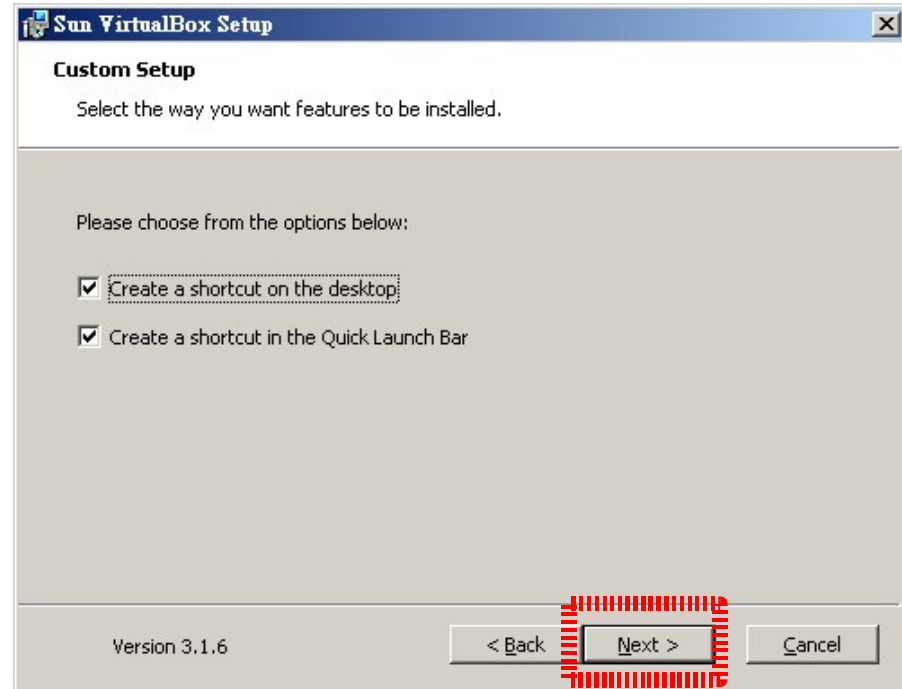 Sun VirtualBox Setup
Custom Setup
Select the way you want features to be installed.
Please choose from the options below:
Create a shortcut on the desktop
Create a shortcut in the Quick Launch Bar
Version 3.1.6
< Back
Next >
Cancel